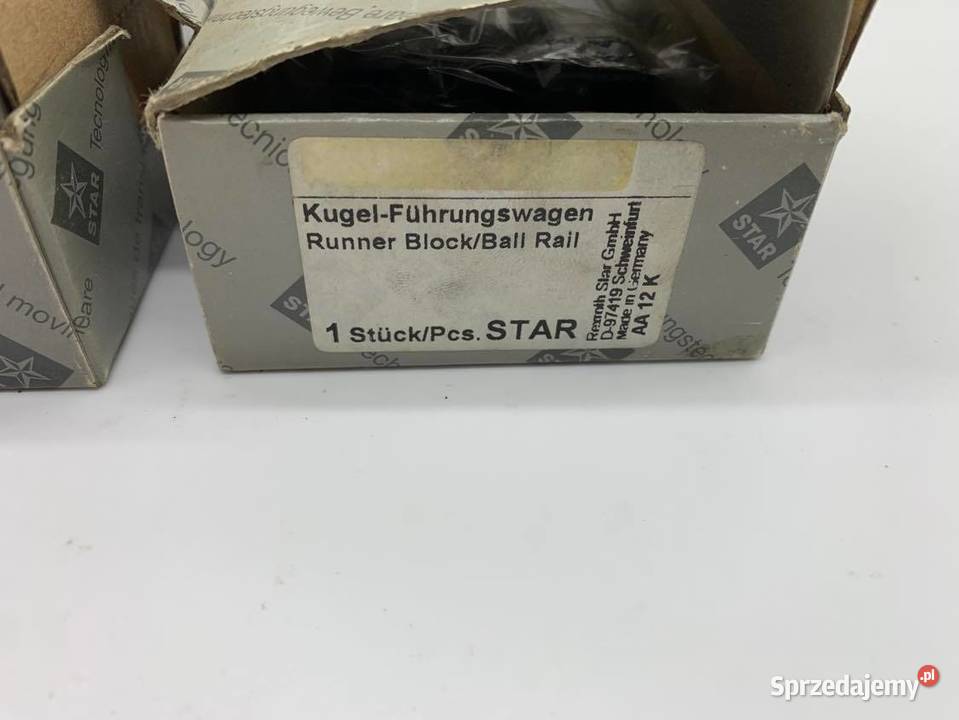 Kugel-Führungswagen
Runner Block/Ball Rail
1 Stück/Pcs. STAR
Rexroth Star GmbH
D-97419 Schweinfurt
Made in Germany
AA 12 K
STAR
Tecnology
STAR
Sprzedajemy.pl